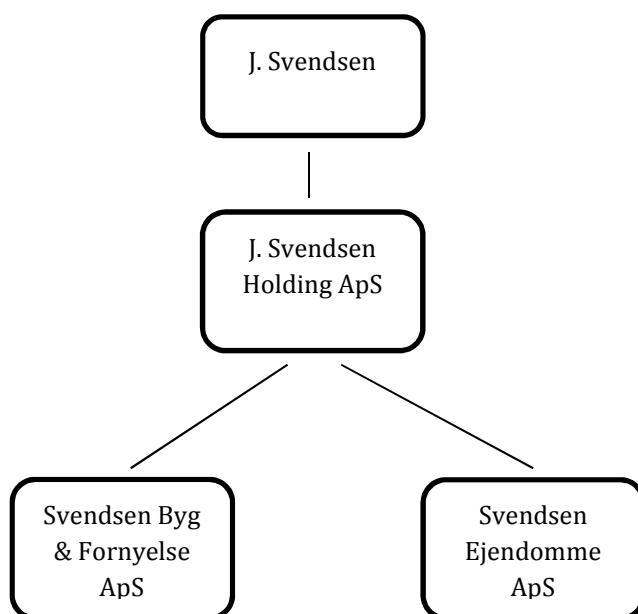 J. Svendsen
J. Svendsen
Holding ApS
Svendsen Byg
& Fornyelse
ApS
Svendsen
Ejendomme
ApS